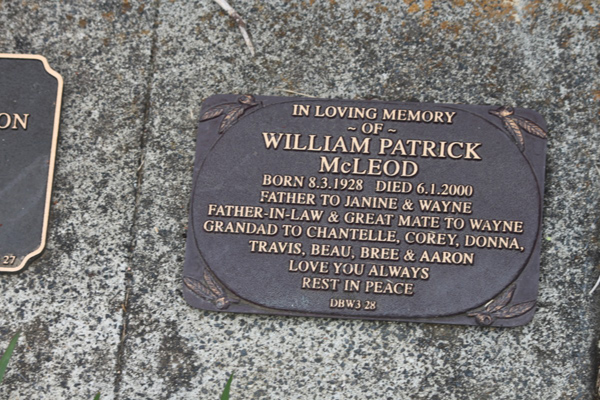 ON
27
IN LOVING MEMORY
~ OF ~
WILLIAM PATRICK
McLEOD
BORN 8.3.1928 DIED 6.1.2000
FATHER TO JANINE & WAYNE
FATHER-IN-LAW & GREAT MATE TO WAYNE
GRANDAD TO CHANTELLE, COREY, DONNA,
TRAVIS, BEAU, BREE & AARON
LOVE YOU ALWAYS
REST IN PEACE
DBW3 28